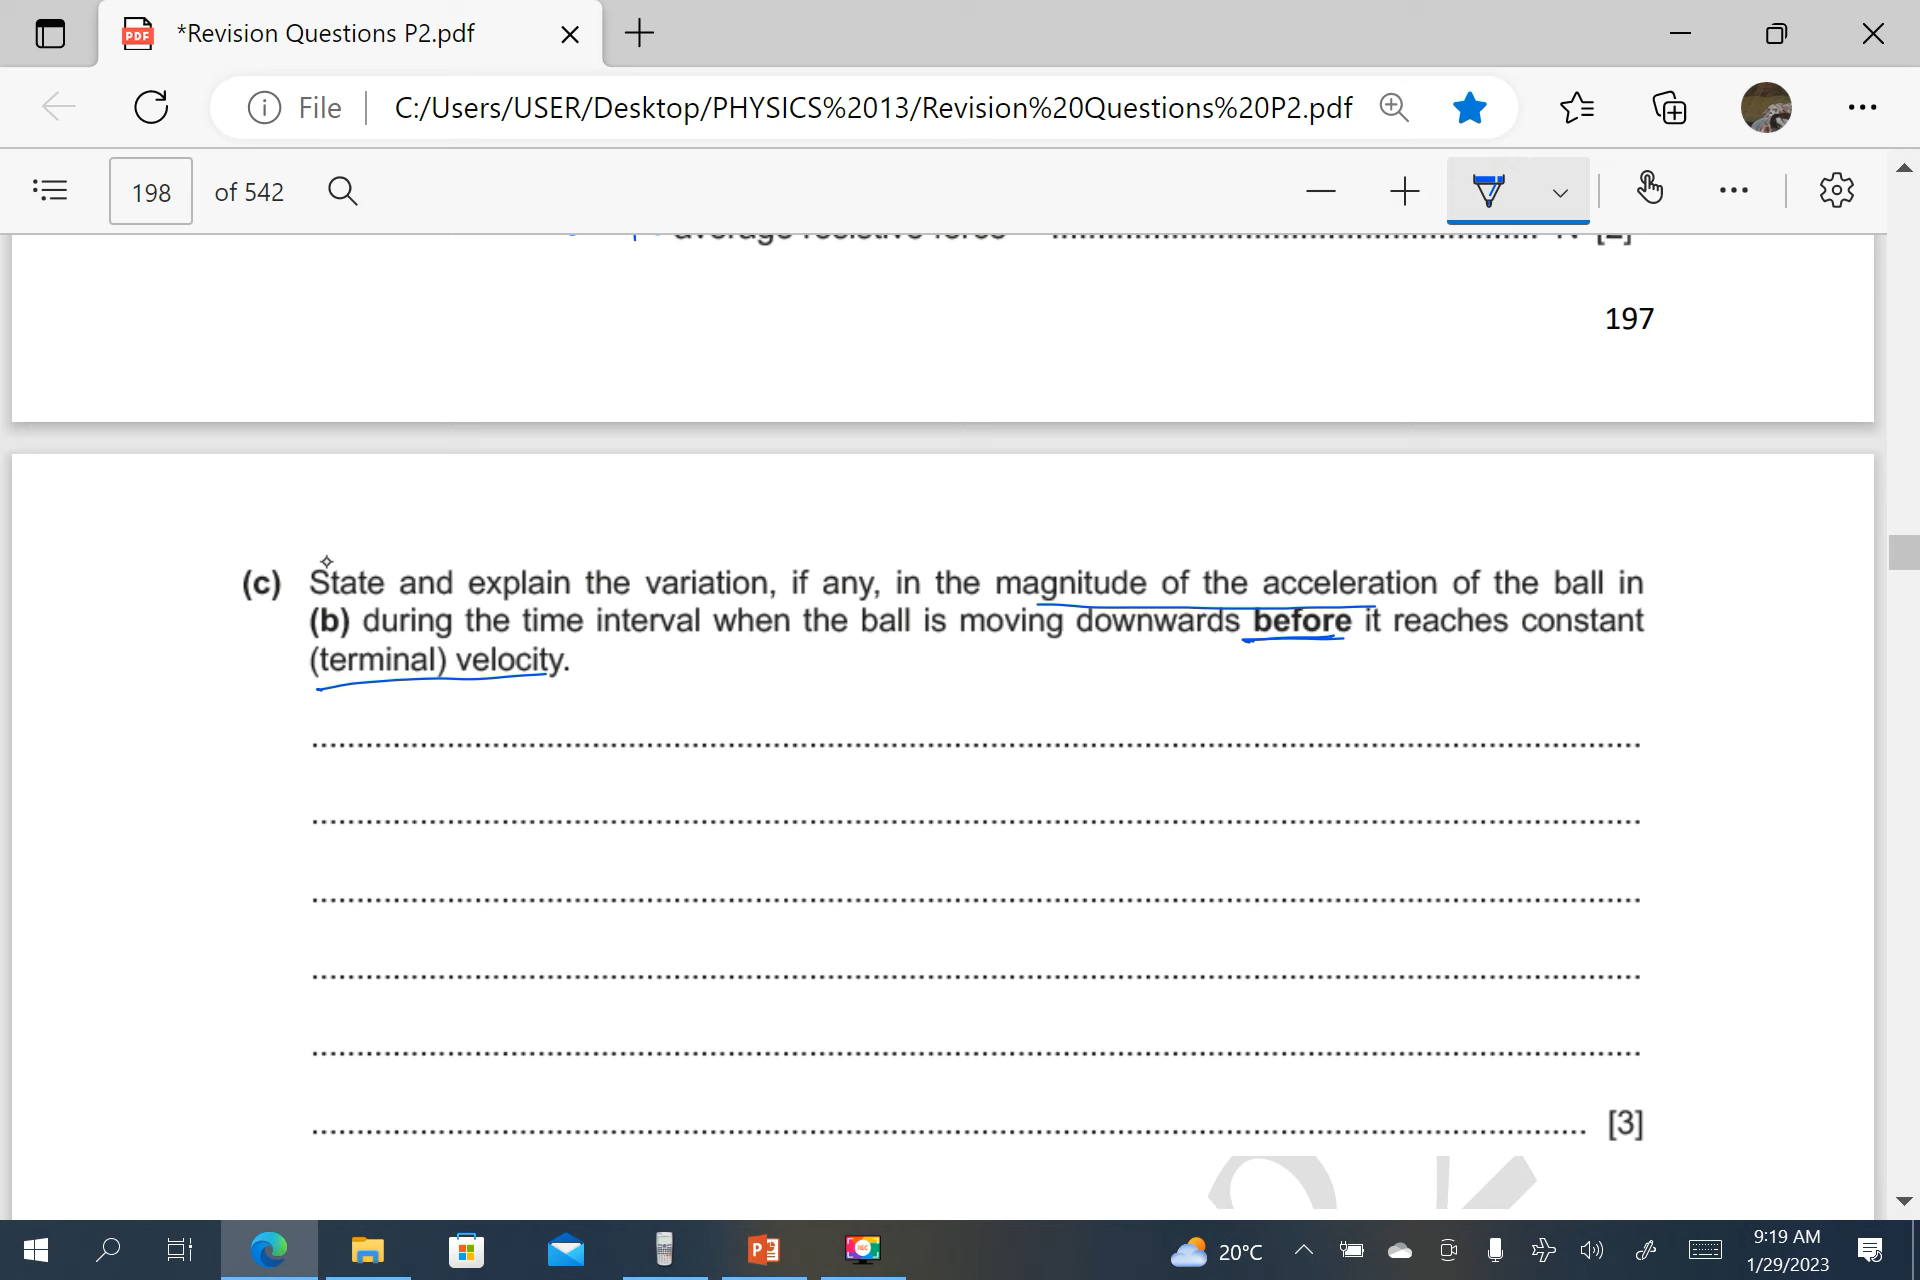 *Revision Questions P2.pdf
File
C:/Users/USER/Desktop/PHYSICS%2013/Revision%20Questions%20P2.pdf
198 of 542
197
(c) State and explain the variation, if any, in the magnitude of the acceleration of the ball in
(b) during the time interval when the ball is moving downwards before it reaches constant
(terminal) velocity.
[3]
20°C
9:19 AM
1/29/2023